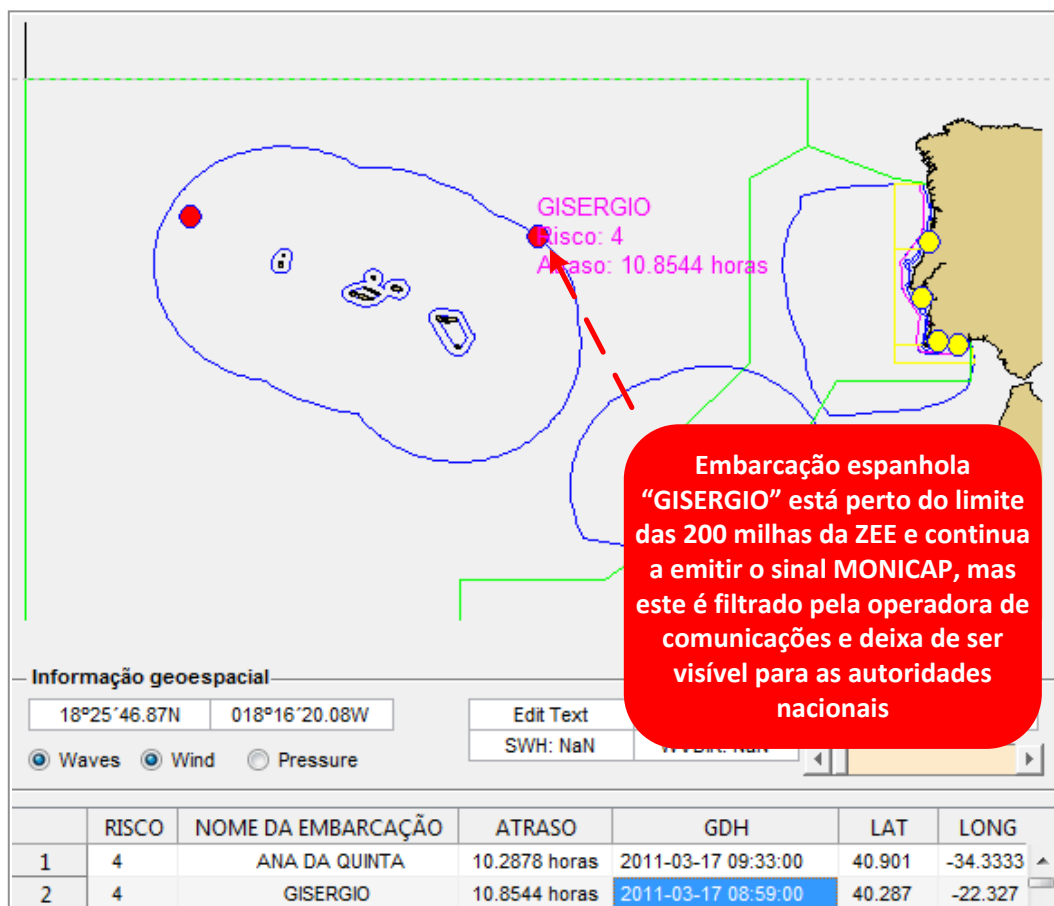 GISERGIO
Risco: 4
Atraso: 10.8544 horas
Embarcação espanhola
“GISERGIO” está perto do limite
das 200 milhas da ZEE e continua
a emitir o sinal MONICAP, mas
este é filtrado pela operadora de
comunicações e deixa de ser
visível para as autoridades
nacionais
Informação geoespacial
18º25´46.87N 018º16´20.08W Edit Text
SWH: NaN
Waves Wind Pressure
RISCO NOME DA EMBARCAÇÃO ATRASO GDH LAT LONG
1 4 ANA DA QUINTA 10.2878 horas 2011-03-17 09:33:00 40.901 -34.3333
2 4 GISERGIO 10.8544 horas 2011-03-17 08:59:00 40.287 -22.327